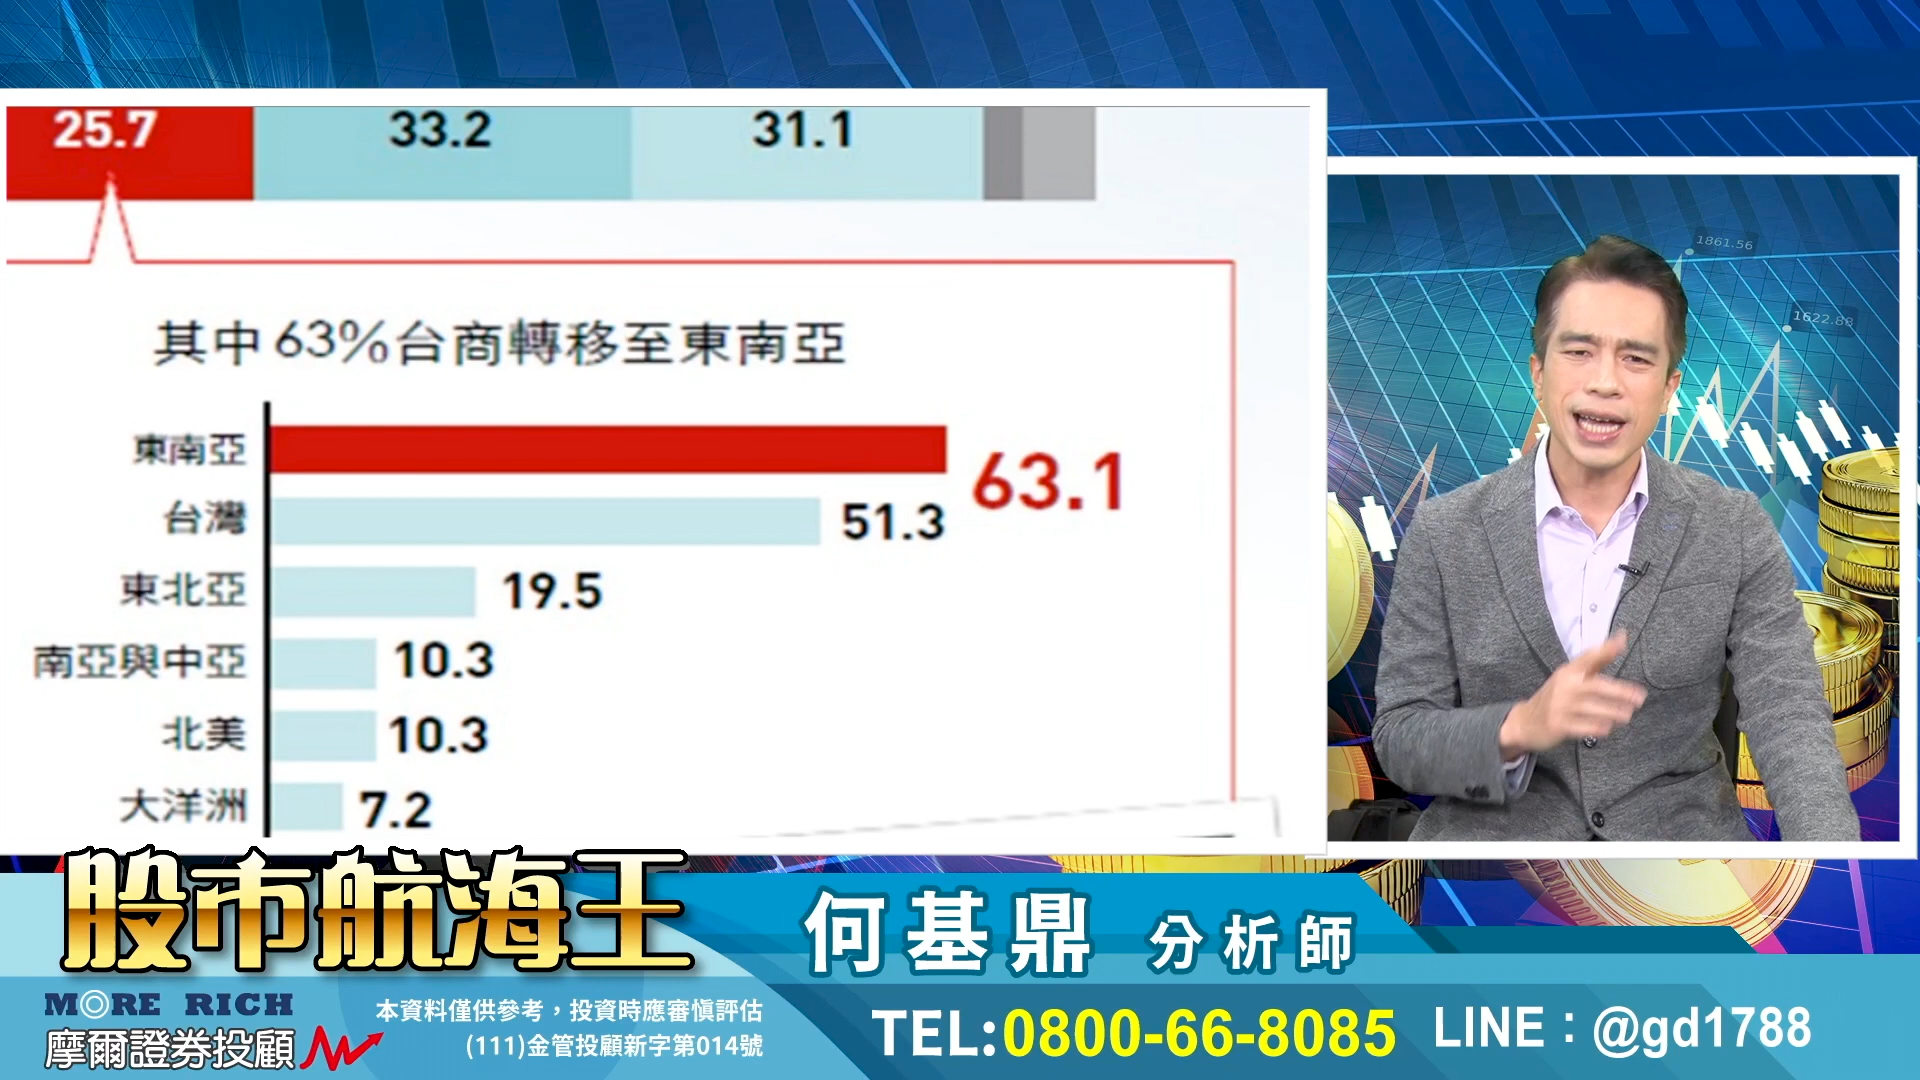 25.7 33.2 31.1
其中63%台商轉移至東南亞
東南亞 63.1
台灣 51.3
東北亞 19.5
南亞與中亞 10.3
北美 10.3
大洋洲 7.2
1861.56
1622.88
股市航海王
MORE RICH
摩爾證券投顧
本資料僅供參考，投資時應審慎評估
(111)金管投顧新字第014號
何基鼎 分析師
TEL:0800-66-8085
LINE：@gd1788